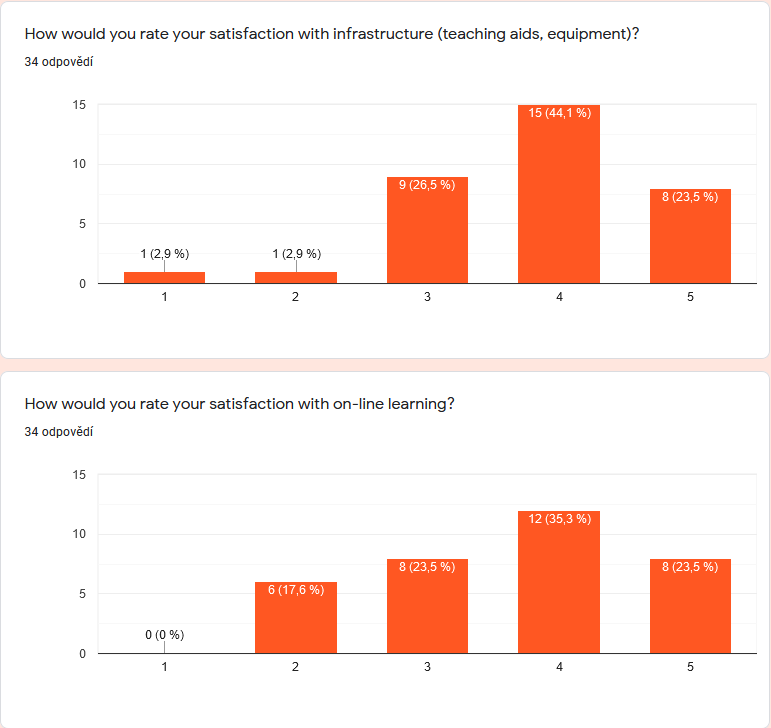 How would you rate your satisfaction with infrastructure (teaching aids, equipment)?
34 odpovědí
15
10
5
0
1 (2,9 %)
1 (2,9 %)
9 (26,5 %)
15 (44,1 %)
8 (23,5 %)
1
2
3
4
5
How would you rate your satisfaction with on-line learning?
34 odpovědí
15
10
5
0
0 (0 %)
6 (17,6 %)
8 (23,5 %)
12 (35,3 %)
8 (23,5 %)
1
2
3
4
5